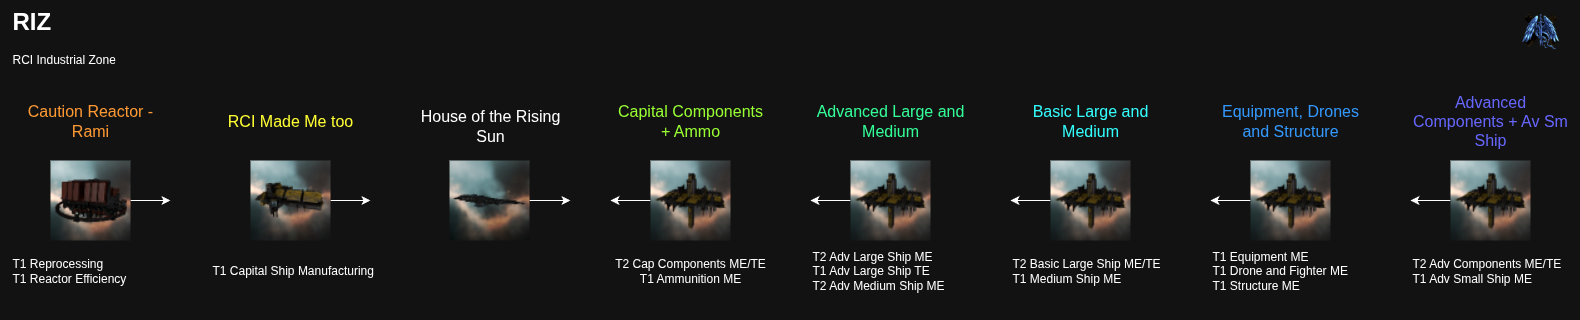 RIZ
RCI Industrial Zone
Caution Reactor -
Rami
RCI Made Me too
House of the Rising
Sun
Capital Components
+ Ammo
Advanced Large and
Medium
Basic Large and
Medium
Equipment, Drones
and Structure
Advanced
Components + Av Sm
Ship
T1 Reprocessing
T1 Reactor Efficiency
T1 Capital Ship Manufacturing
T2 Cap Components ME/TE
T1 Ammunition ME
T2 Adv Large Ship ME
T1 Adv Large Ship TE
T2 Adv Medium Ship ME
T2 Basic Large Ship ME/TE
T1 Medium Ship ME
T1 Equipment ME
T1 Drone and Fighter ME
T1 Structure ME
T2 Adv Components ME/TE
T1 Adv Small Ship ME